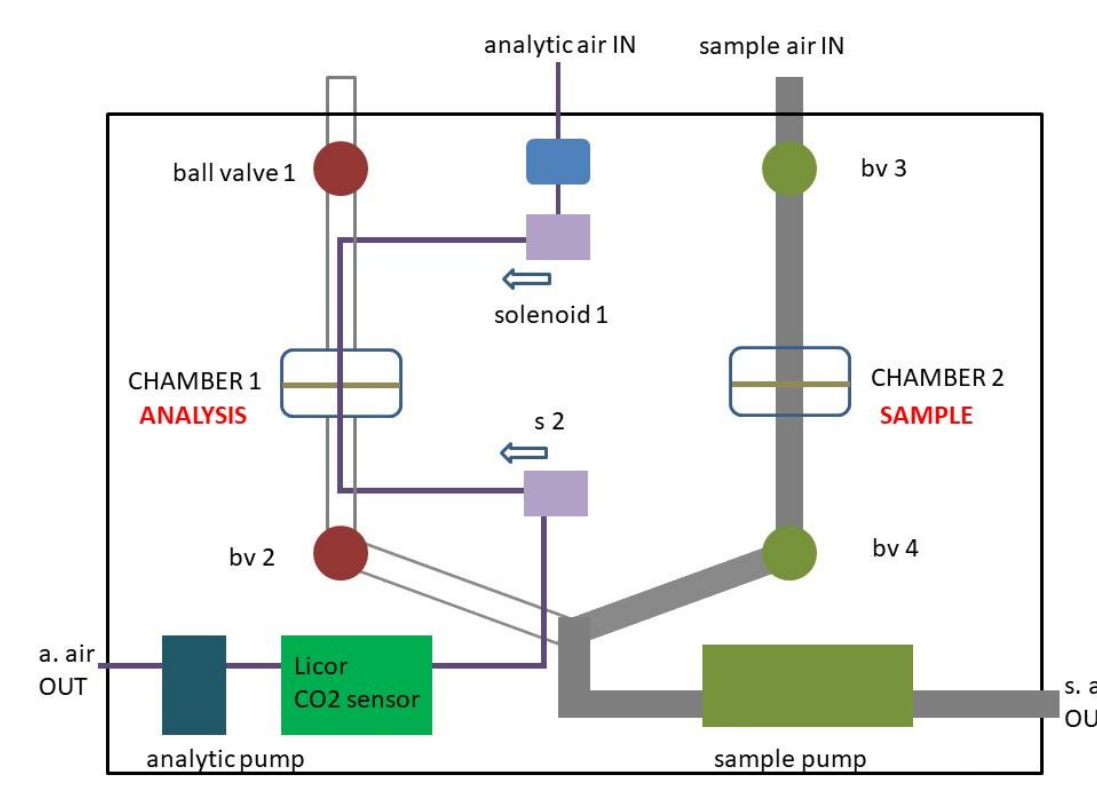 analytic air IN
sample air IN
ball valve 1
bv 3
solenoid 1
CHAMBER 1
ANALYSIS
CHAMBER 2
SAMPLE
s 2
bv 2
bv 4
a. air
OUT
Licor
CO2 sensor
s. a
OU
analytic pump
sample pump